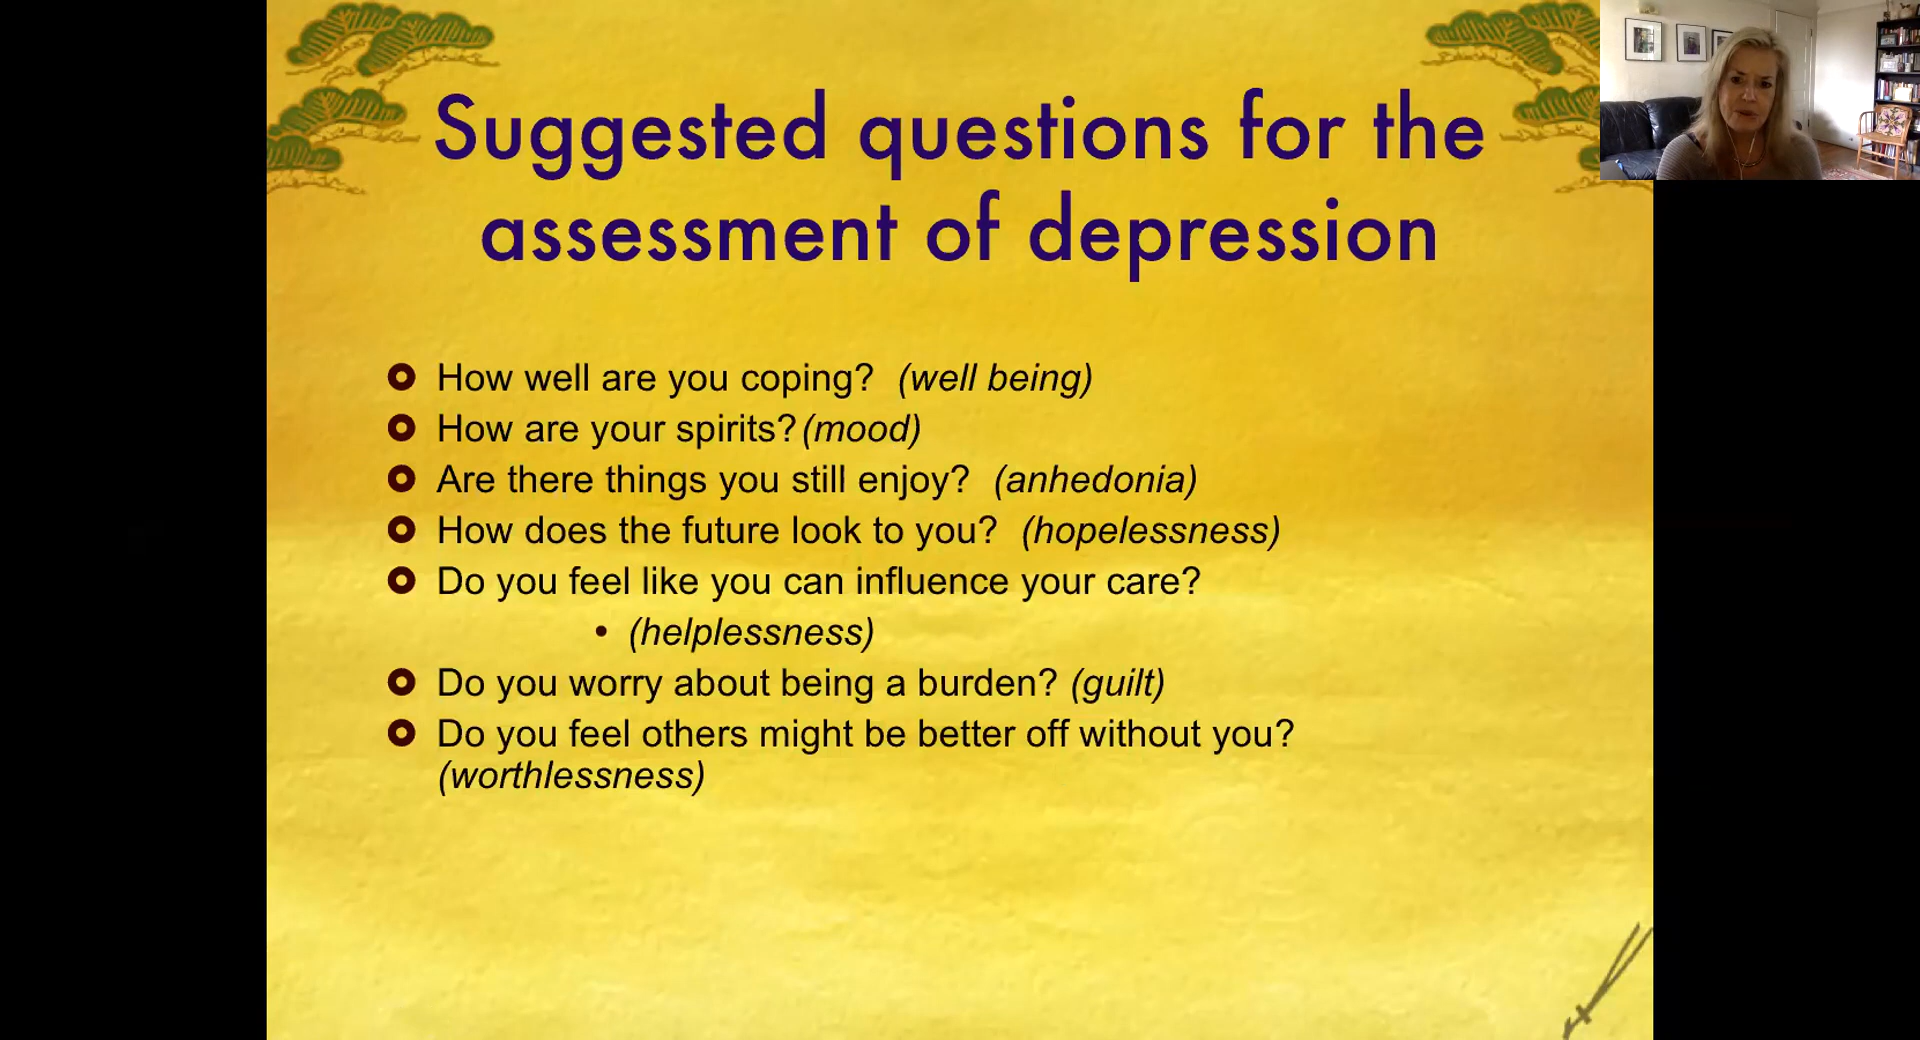 Suggested questions for the
assessment of depression
How well are you coping? (well being)
How are your spirits? (mood)
Are there things you still enjoy? (anhedonia)
How does the future look to you? (hopelessness)
Do you feel like you can influence your care?
• (helplessness)
Do you worry about being a burden? (guilt)
Do you feel others might be better off without you?
(worthlessness)